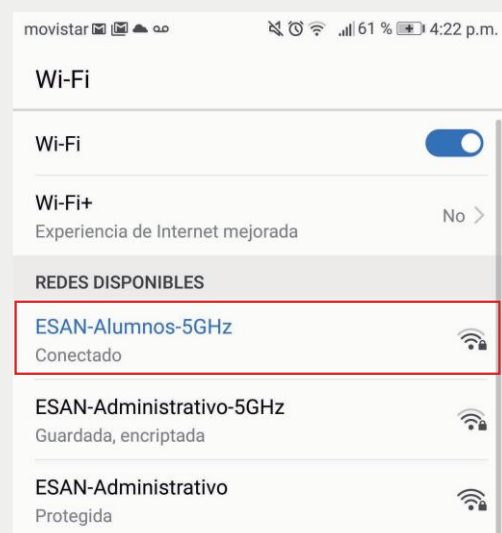 movistar 61 % 4:22 p.m.
Wi-Fi
Wi-Fi
Wi-Fi+
Experiencia de Internet mejorada
No >
REDES DISPONIBLES
ESAN-Alumnos-5GHz
Conectado
ESAN-Administrativo-5GHz
Guardada, encriptada
ESAN-Administrativo
Protegida